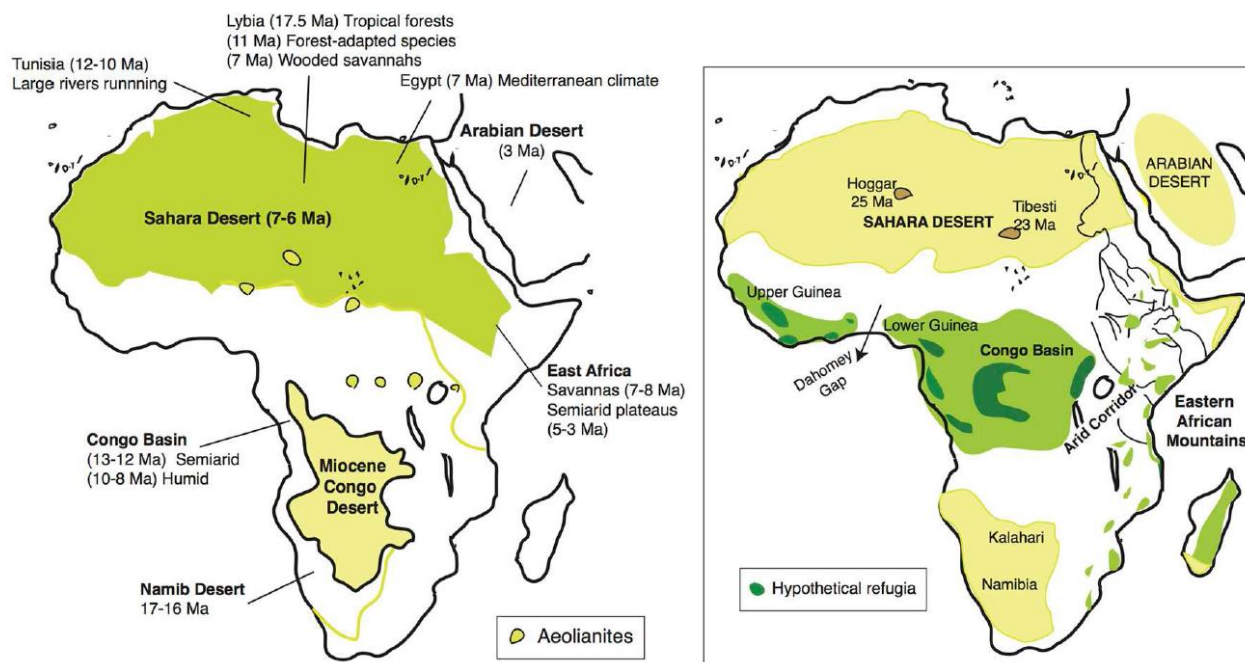 Lybia (17.5 Ma) Tropical forests
(11 Ma) Forest-adapted species
(7 Ma) Wooded savannahs
Tunisia (12-10 Ma)
Large rivers runnning
Egypt (7 Ma) Mediterranean climate
Arabian Desert
(3 Ma)
Sahara Desert (7-6 Ma)
East Africa
Savannas (7-8 Ma)
Semiarid plateaus
(5-3 Ma)
Congo Basin
(13-12 Ma) Semiarid
(10-8 Ma) Humid
Miocene
Congo
Desert
Namib Desert
17-16 Ma
Aeolianites
ARABIAN
DESERT
Hoggar
25 Ma
SAHARA DESERT
Tibesti
23 Ma
Upper Guinea
Lower Guinea
Dahomey
Gap
Congo Basin
Arid Corridor
Eastern
African
Mountains
Kalahari
Namibia
Hypothetical refugia